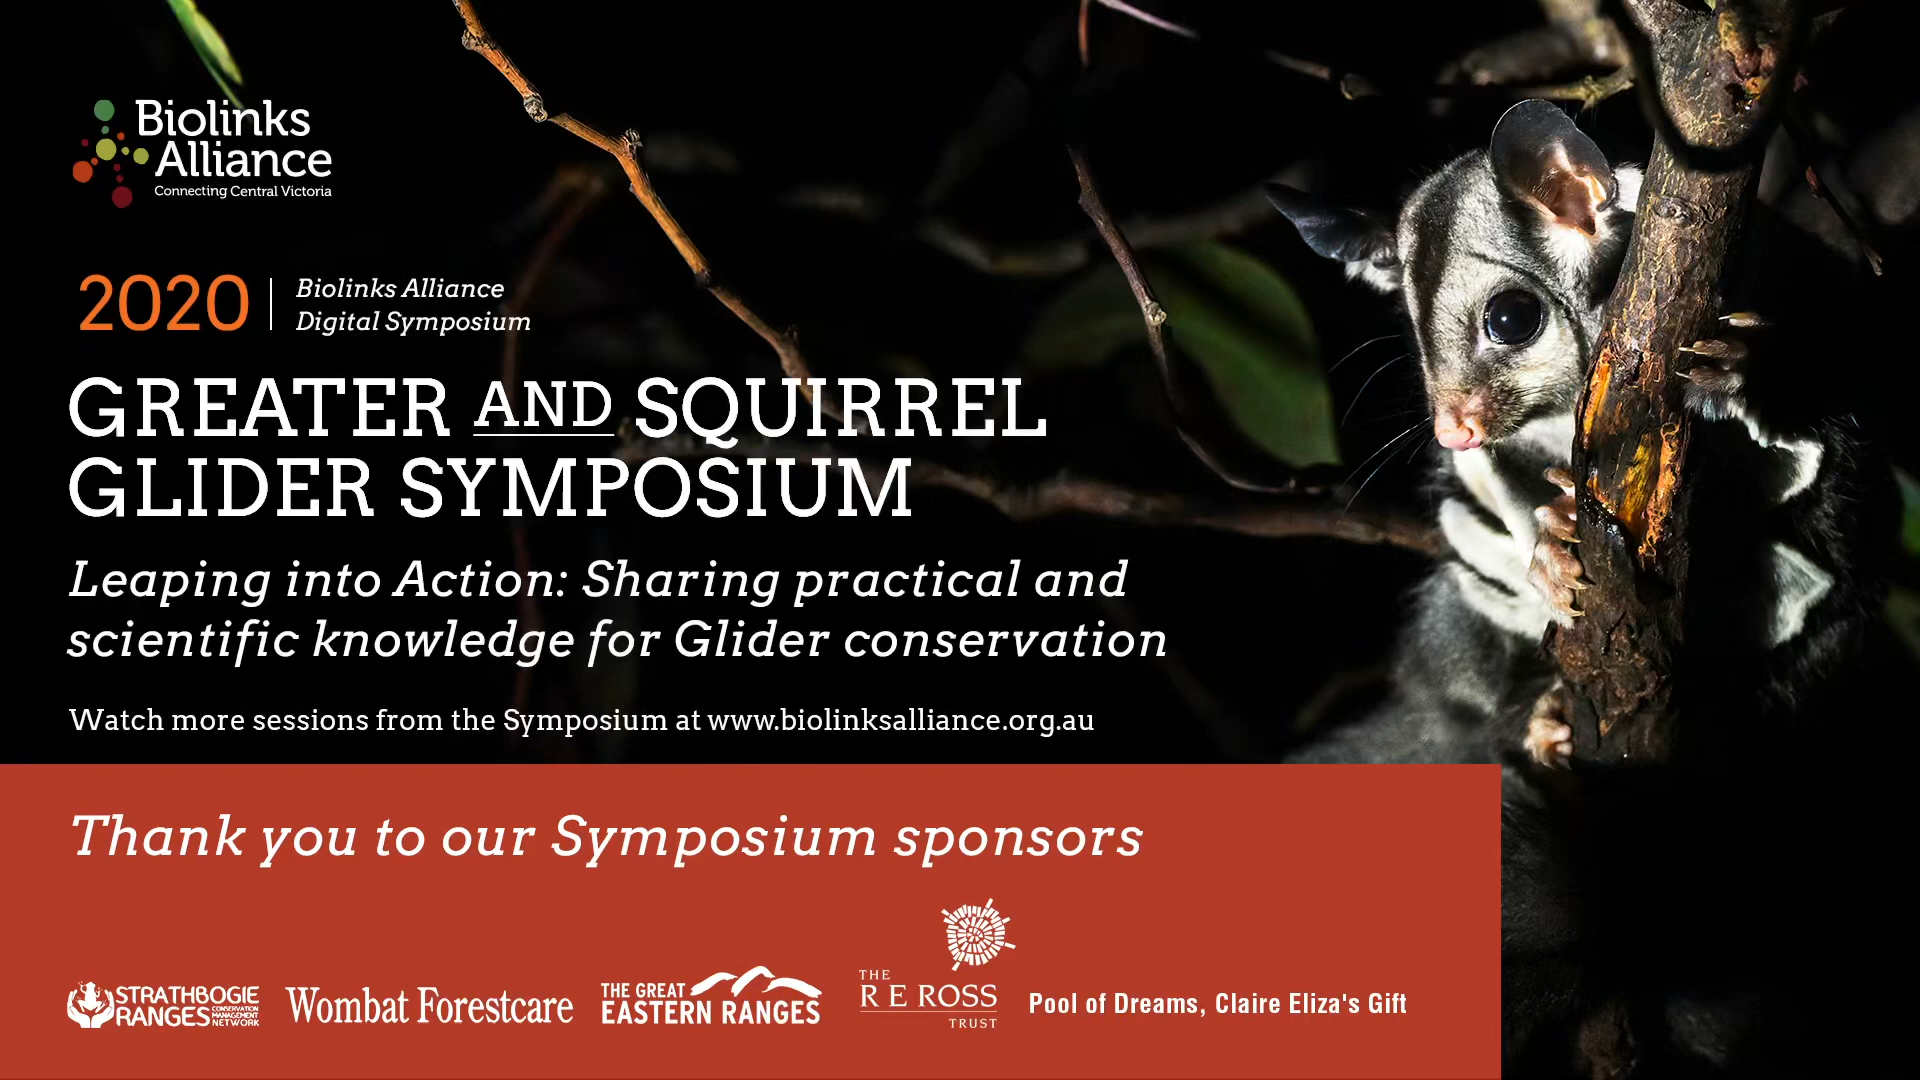 Biolinks
Alliance
Connecting Central Victoria
2020
Biolinks Alliance
Digital Symposium
GREATER AND SQUIRREL
GLIDER SYMPOSIUM
Leaping into Action: Sharing practical and
scientific knowledge for Glider conservation
Watch more sessions from the Symposium at www.biolinksalliance.org.au
Thank you to our Symposium sponsors
STRATHBOGIE
RANGES
CONSERVATION
MANAGEMENT
NETWORK
Wombat Forestcare
THE GREAT
EASTERN RANGES
THE
R E ROSS
TRUST
Pool of Dreams, Claire Eliza's Gift